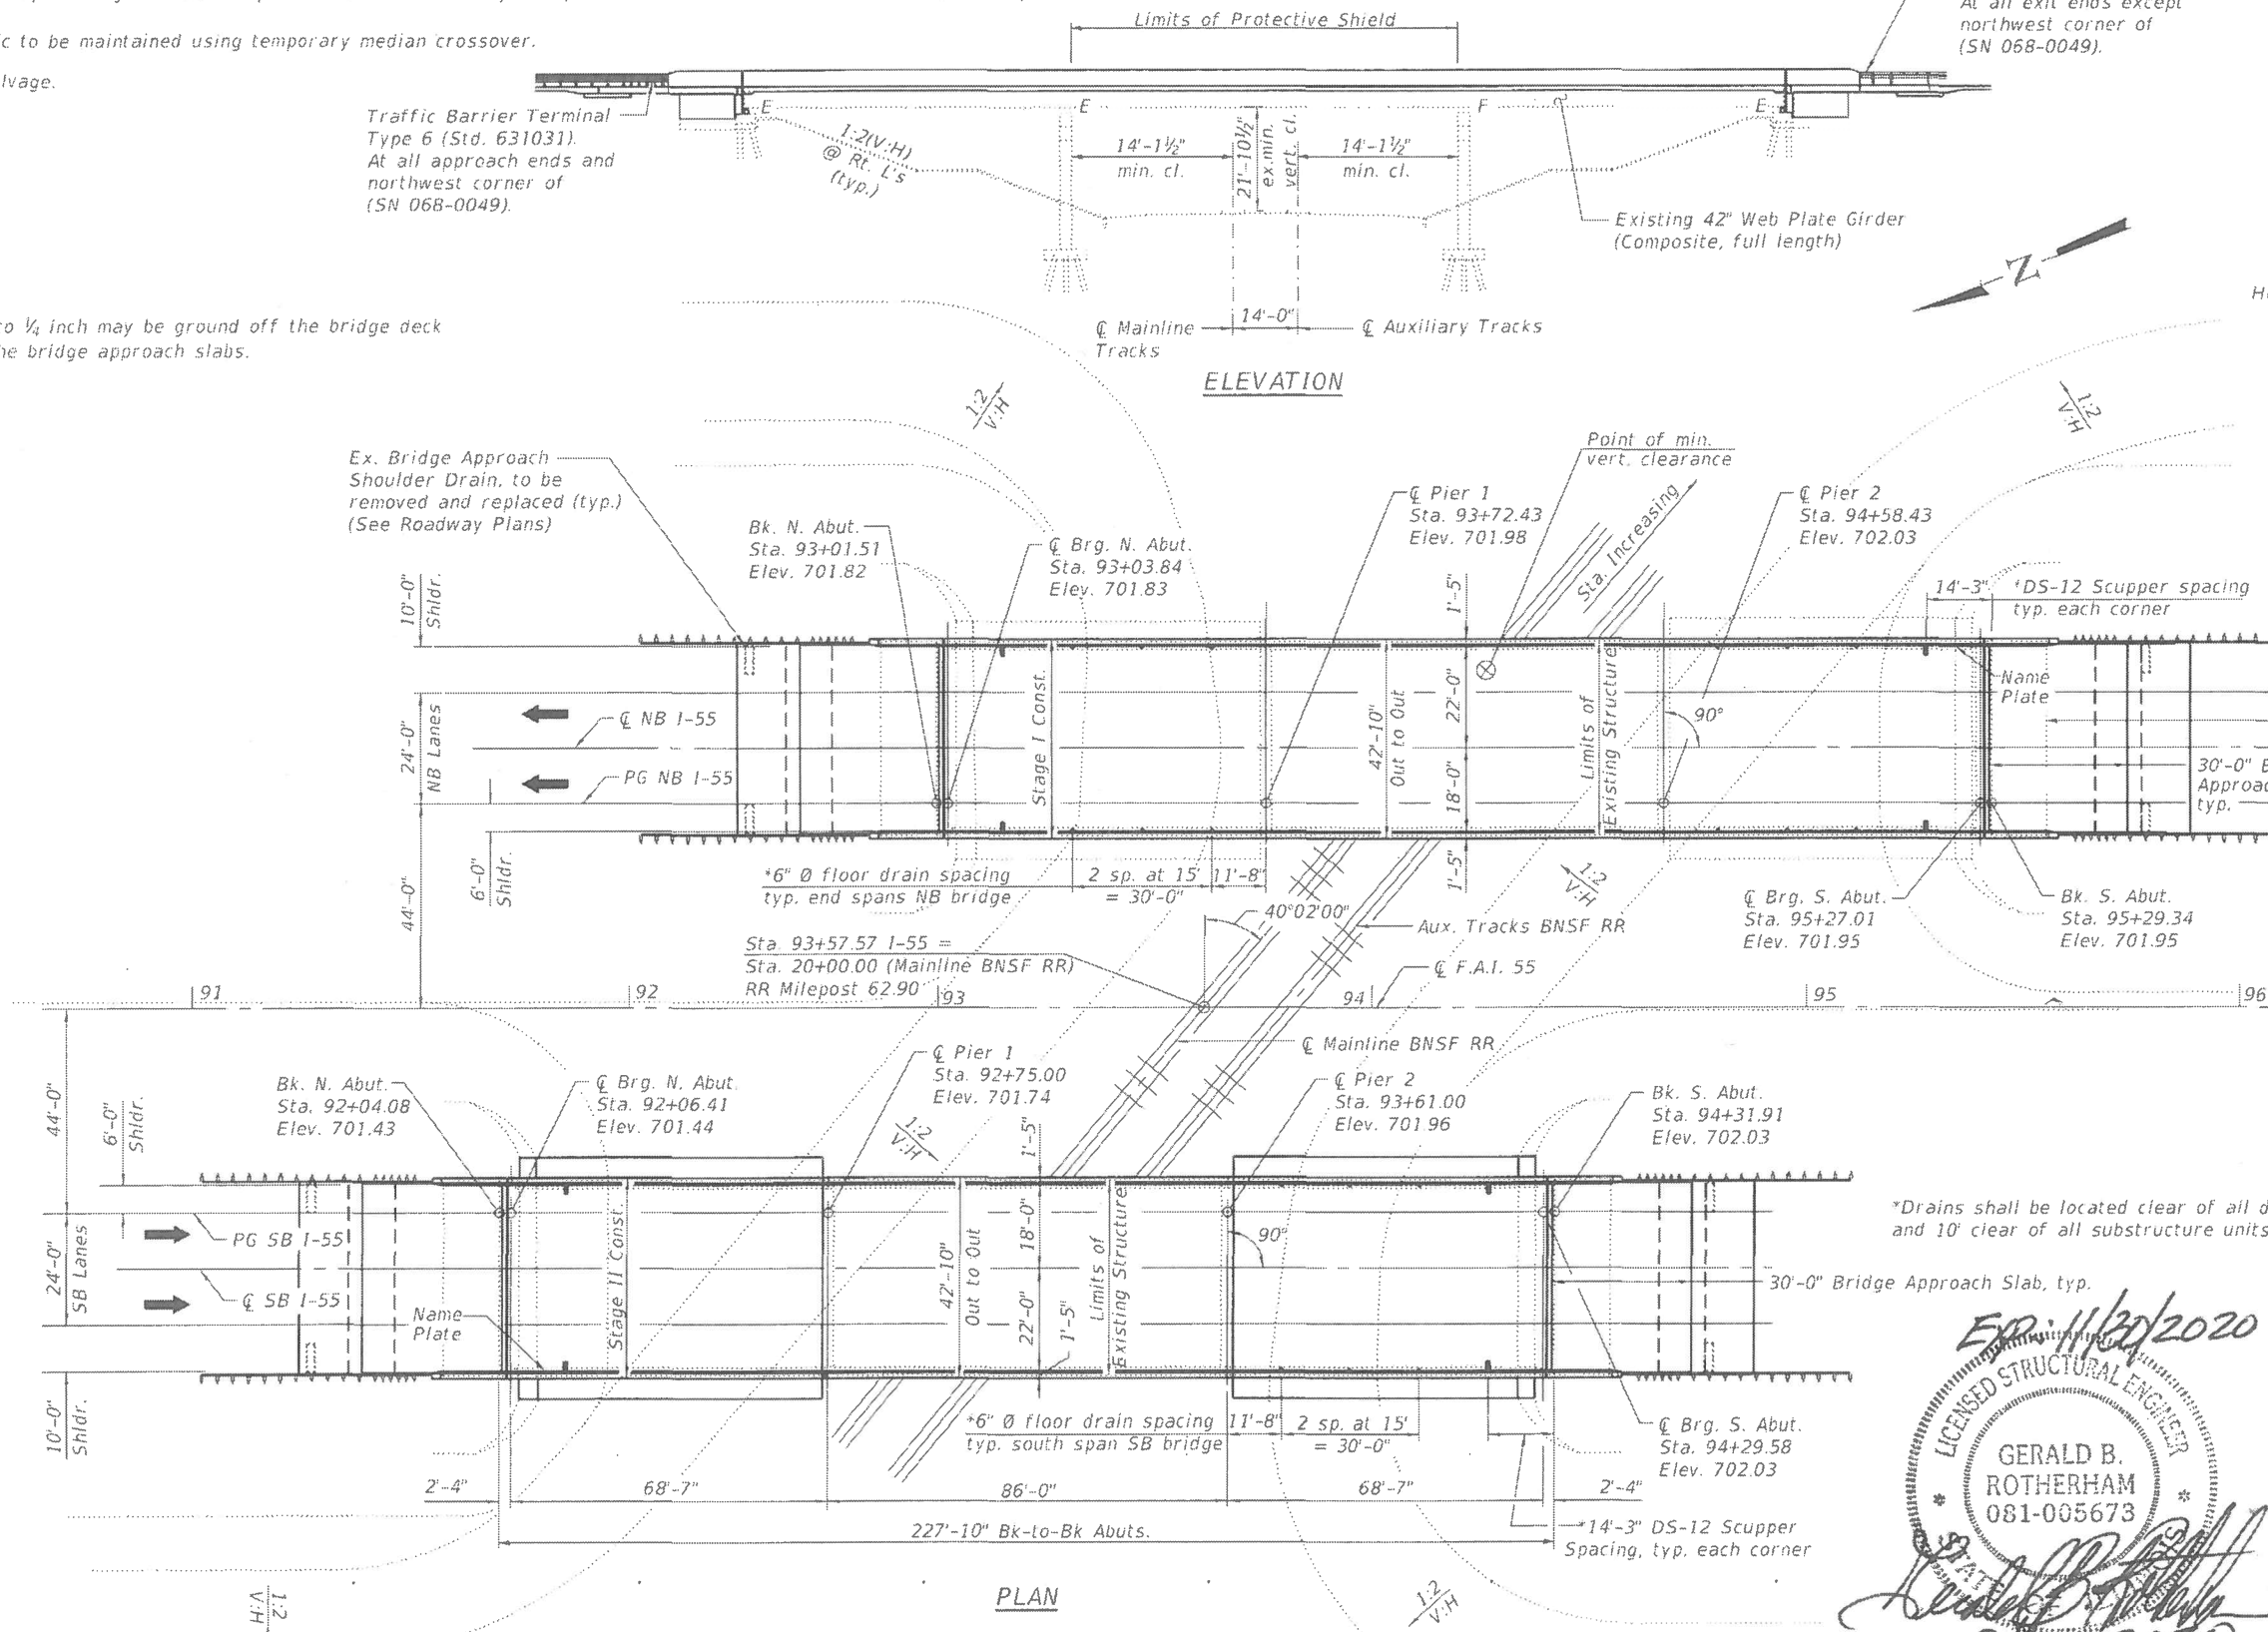 c to be maintained using temporary median crossover.
lvage.
Limits of Protective Shield
At all exit ends except
northwest corner of
(SN 068-0049).
Traffic Barrier Terminal
Type 6 (Std. 631031).
At all approach ends and
northwest corner of
(SN 068-0049).
E
E
F
E
1:2(V:H)
@ Rt. L's
(typ.)
14'-1½"
min. cl.
21'-10½"
ex.min.
vert. cl.
14'-1½"
min. cl.
Existing 42" Web Plate Girder
(Composite, full length)
N
℄ Mainline
Tracks
14'-0"
℄ Auxiliary Tracks
ELEVATION
to ¼ inch may be ground off the bridge deck
he bridge approach slabs.
1:2
V:H
1:2
V:H
Ex. Bridge Approach
Shoulder Drain, to be
removed and replaced (typ.)
(See Roadway Plans)
Bk. N. Abut.
Sta. 93+01.51
Elev. 701.82
℄ Brg. N. Abut.
Sta. 93+03.84
Elev. 701.83
℄ Pier 1
Sta. 93+72.43
Elev. 701.98
Point of min.
vert. clearance
Sta. Increasing
℄ Pier 2
Sta. 94+58.43
Elev. 702.03
14'-3"
*DS-12 Scupper spacing
typ. each corner
10'-0"
Shldr.
24'-0"
NB Lanes
℄ NB I-55
PG NB I-55
6'-0"
Shldr.
44'-0"
Stage I Const.
42'-10"
Out to Out
1'-5"
22'-0"
18'-0"
1'-5"
Limits of
Existing Structure
90°
Name
Plate
30'-0" B
Approac
typ.
*6" Ø floor drain spacing
typ. end spans NB bridge
2 sp. at 15'
= 30'-0"
11'-8"
1:2
V:H
40°02'00"
Aux. Tracks BNSF RR
℄ Brg. S. Abut.
Sta. 95+27.01
Elev. 701.95
Bk. S. Abut.
Sta. 95+29.34
Elev. 701.95
Sta. 93+57.57 I-55 =
Sta. 20+00.00 (Mainline BNSF RR)
RR Milepost 62.90
℄ F.A.I. 55
91
92
93
94
95
96
℄ Mainline BNSF RR
44'-0"
6'-0"
Shldr.
Bk. N. Abut.
Sta. 92+04.08
Elev. 701.43
℄ Brg. N. Abut.
Sta. 92+06.41
Elev. 701.44
℄ Pier 1
Sta. 92+75.00
Elev. 701.74
1:2
V:H
℄ Pier 2
Sta. 93+61.00
Elev. 701.96
Bk. S. Abut.
Sta. 94+31.91
Elev. 702.03
24'-0"
SB Lanes
PG SB I-55
℄ SB I-55
Name
Plate
10'-0"
Shldr.
Stage II Const.
42'-10"
Out to Out
1'-5"
18'-0"
22'-0"
1'-5"
Limits of
Existing Structure
90°
*Drains shall be located clear of all d
and 10' clear of all substructure units
30'-0" Bridge Approach Slab, typ.
*6" Ø floor drain spacing
typ. south span SB bridge
11'-8"
2 sp. at 15'
= 30'-0"
℄ Brg. S. Abut.
Sta. 94+29.58
Elev. 702.03
2'-4"
68'-7"
86'-0"
68'-7"
2'-4"
227'-10" Bk-to-Bk Abuts.
*14'-3" DS-12 Scupper
Spacing, typ. each corner
1:2
V:H
PLAN
1:2
V:H
Exp: 11/30/2020
LICENSED STRUCTURAL ENGINEER
GERALD B.
ROTHERHAM
081-005673